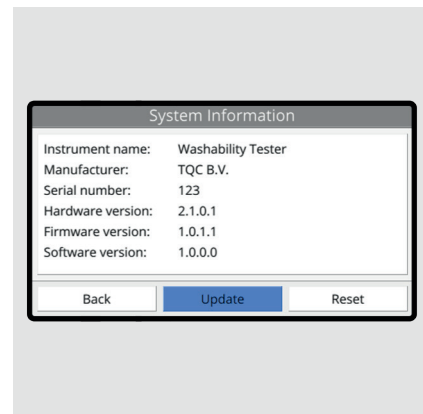 System Information
Instrument name: Washability Tester
Manufacturer: TQC B.V.
Serial number: 123
Hardware version: 2.1.0.1
Firmware version: 1.0.1.1
Software version: 1.0.0.0
Back Update Reset